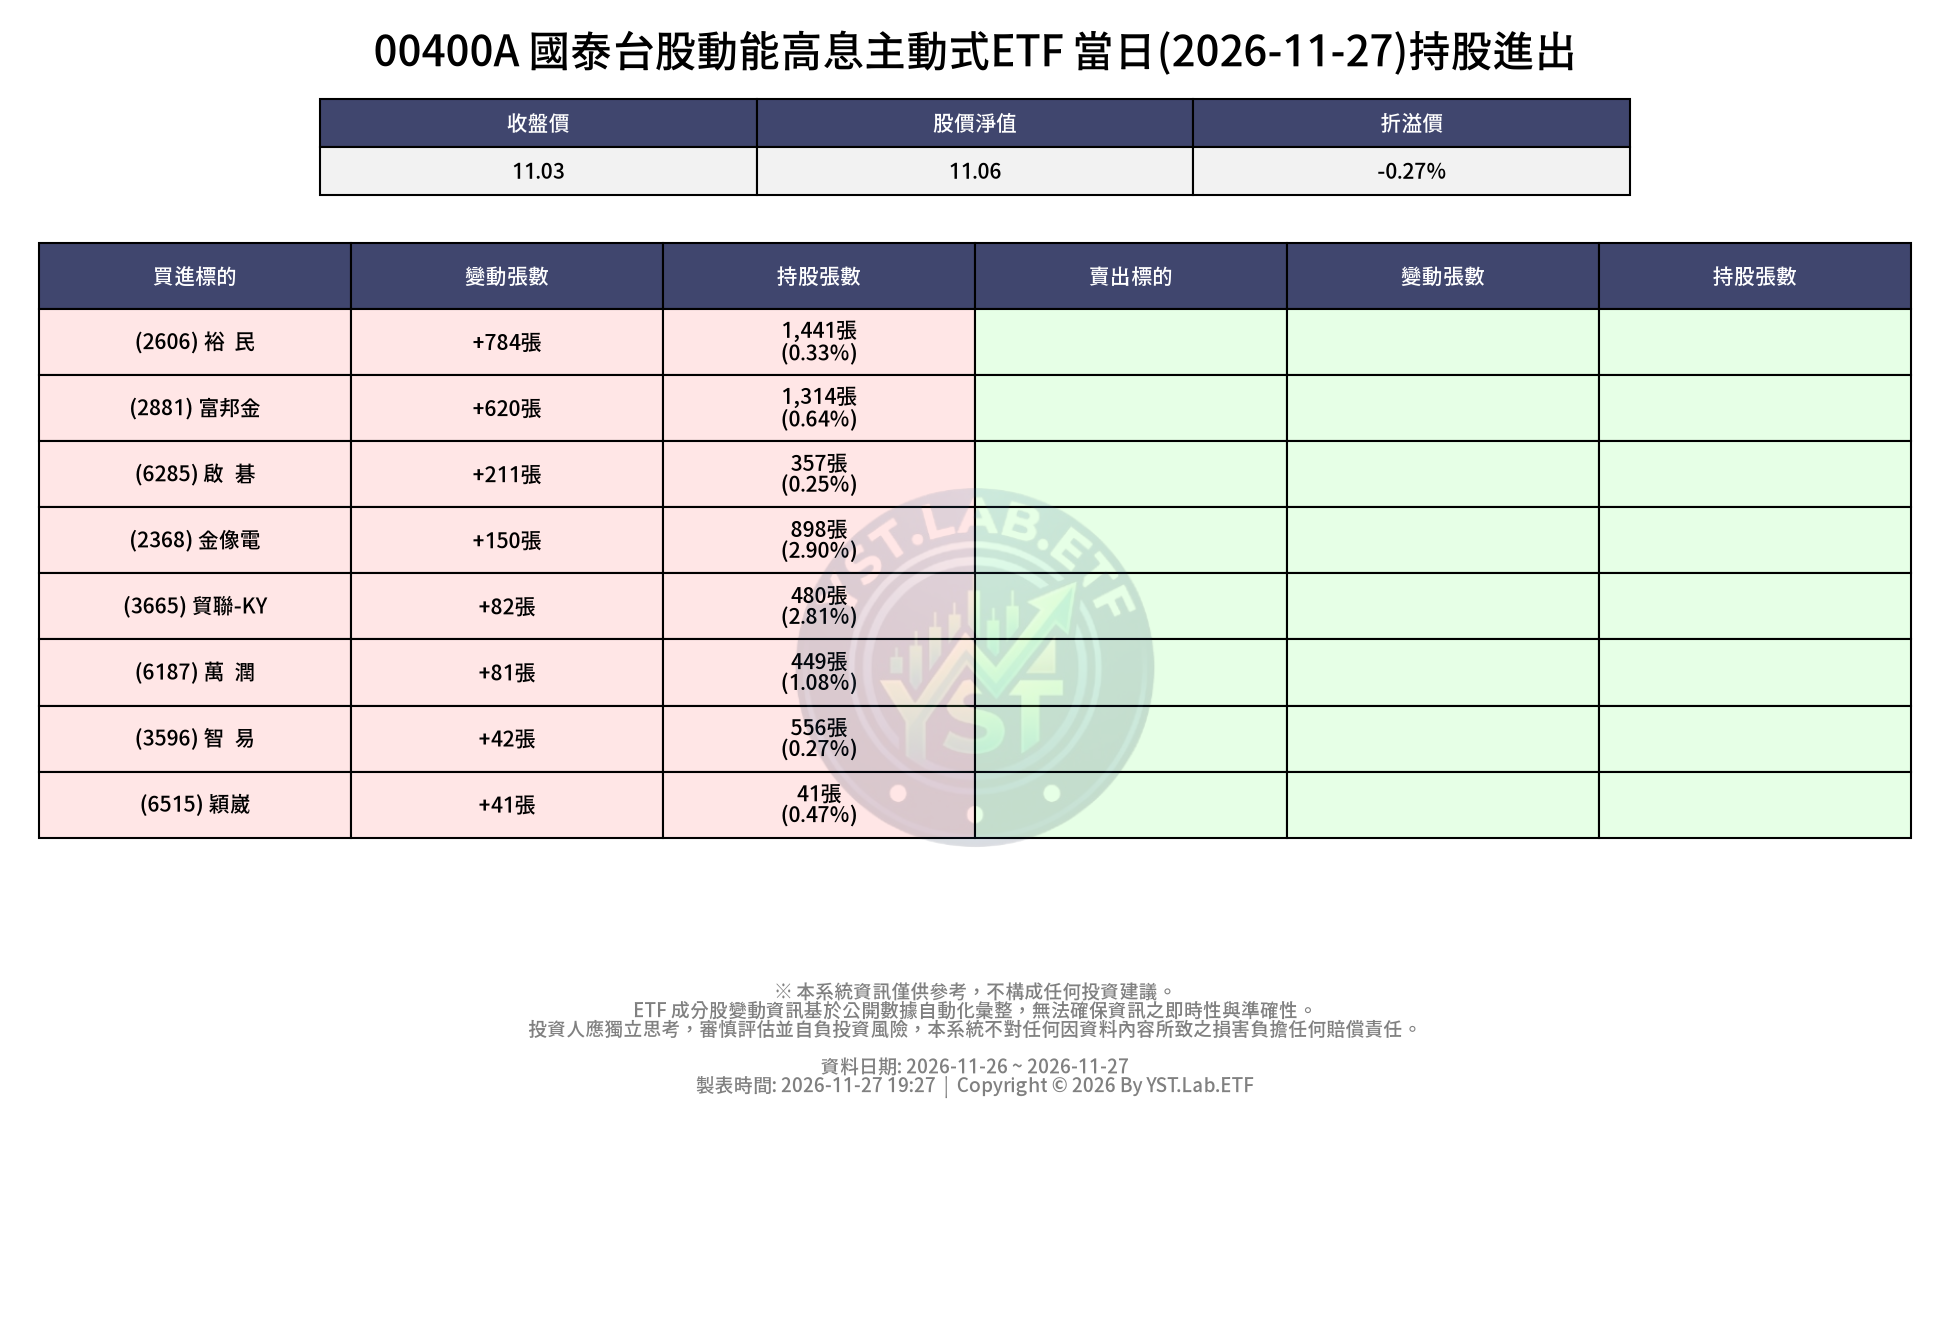 00400A 國泰台股動能高息主動式ETF 當日(2026-11-27)持股進出
收盤價 股價淨值 折溢價
11.03 11.06 -0.27%
買進標的 變動張數 持股張數 賣出標的 變動張數 持股張數
(2606) 裕 民 +784張 1,441張
(0.33%)
(2881) 富邦金 +620張 1,314張
(0.64%)
(6285) 啟 碁 +211張 357張
(0.25%)
(2368) 金像電 +150張 898張
(2.90%)
(3665) 貿聯-KY +82張 480張
(2.81%)
(6187) 萬 潤 +81張 449張
(1.08%)
(3596) 智 易 +42張 556張
(0.27%)
(6515) 穎崴 +41張 41張
(0.47%)
YST.LAB.ETF
YST
※ 本系統資訊僅供參考，不構成任何投資建議。
ETF 成分股變動資訊基於公開數據自動化彙整，無法確保資訊之即時性與準確性。
投資人應獨立思考，審慎評估並自負投資風險，本系統不對任何因資料內容所致之損害負擔任何賠償責任。
資料日期: 2026-11-26 ~ 2026-11-27
製表時間: 2026-11-27 19:27 | Copyright © 2026 By YST.Lab.ETF